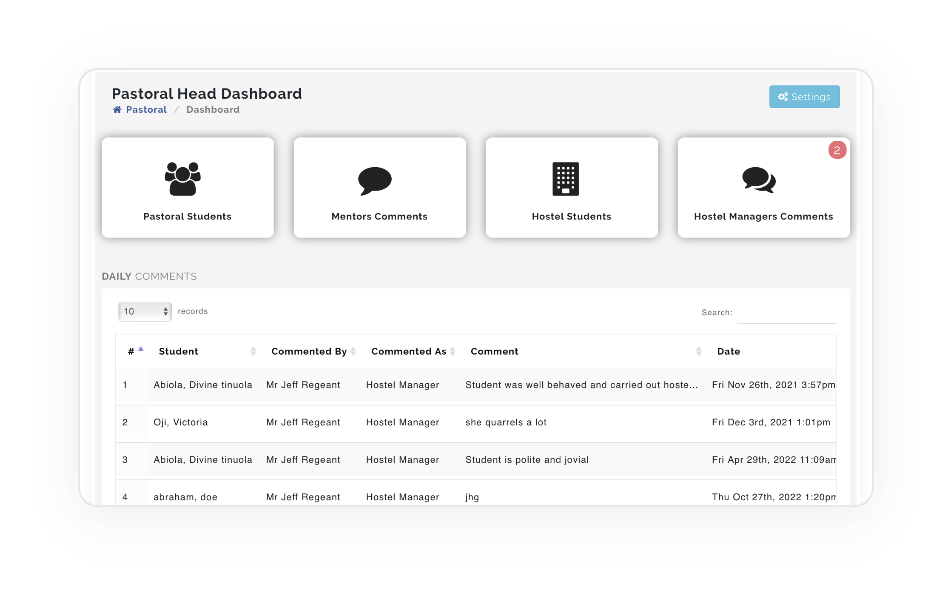 Pastoral Head Dashboard
Settings
Pastoral / Dashboard
2
Pastoral Students
Mentors Comments
Hostel Students
Hostel Managers Comments
DAILY COMMENTS
10 records
Search:
# Student Commented By Commented As Comment Date
1 Abiola, Divine tinuola Mr Jeff Regeant Hostel Manager Student was well behaved and carried out hoste... Fri Nov 26th, 2021 3:57pm
2 Oji, Victoria Mr Jeff Regeant Hostel Manager she quarrels a lot Fri Dec 3rd, 2021 1:01pm
3 Abiola, Divine tinuola Mr Jeff Regeant Hostel Manager Student is polite and jovial Fri Apr 29th, 2022 11:09am
4 abraham, doe Mr Jeff Regeant Hostel Manager jhg Thu Oct 27th, 2022 1:20pm